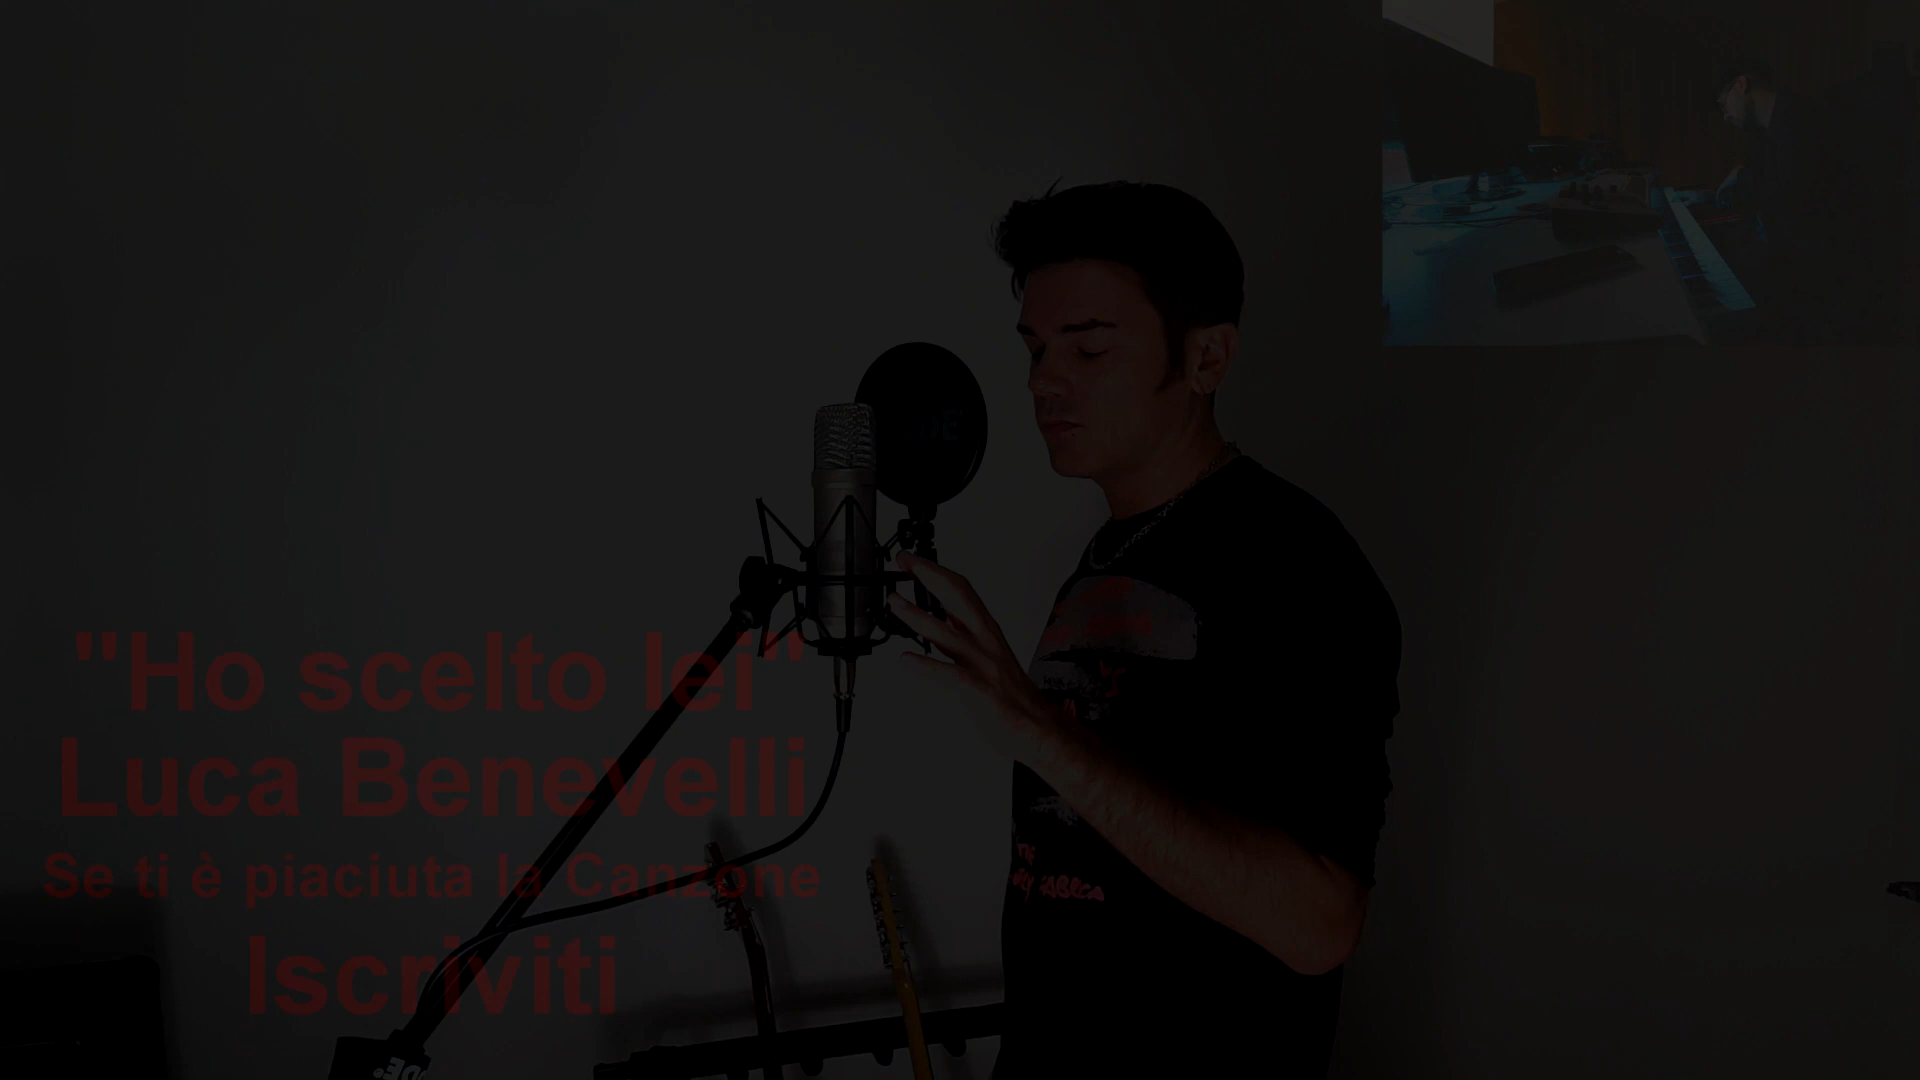 "Ho scelto lei"
Luca Benevelli
Se ti è piaciuta la Canzone
Iscriviti